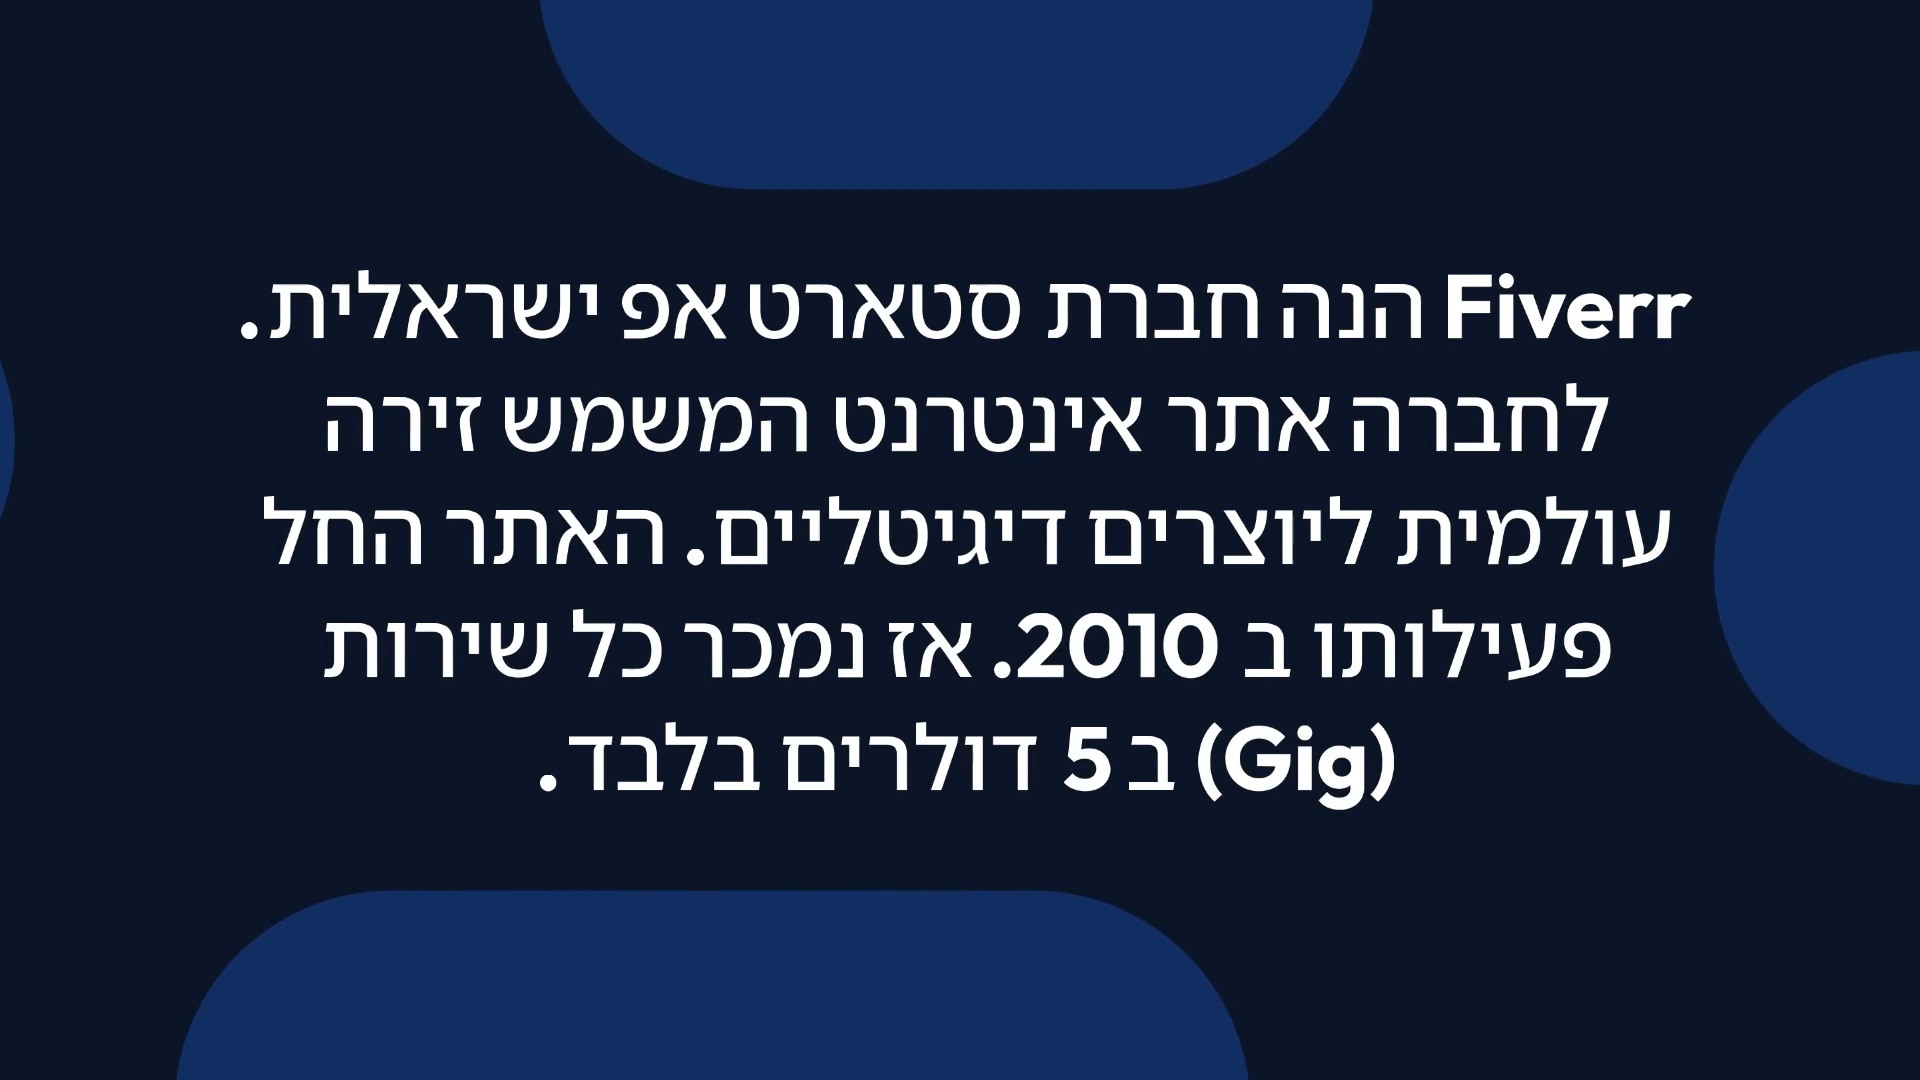 Fiverr הנה חברת סטארט אפ ישראלית.
לחברה אתר אינטרנט המשמש זירה
עולמית ליוצרים דיגיטליים. האתר החל
פעילותו ב 2010. אז נמכר כל שירות
(Gig) ב 5 דולרים בלבד.